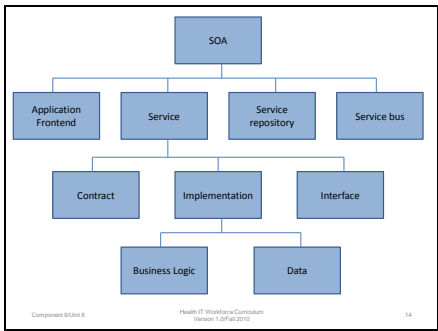 SOA
Application
Frontend
Service
Service
repository
Service bus
Contract
Implementation
Interface
Business Logic
Data
Component 9/Unit 8
Health IT Workforce Curriculum
Version 1.0/Fall 2010
14